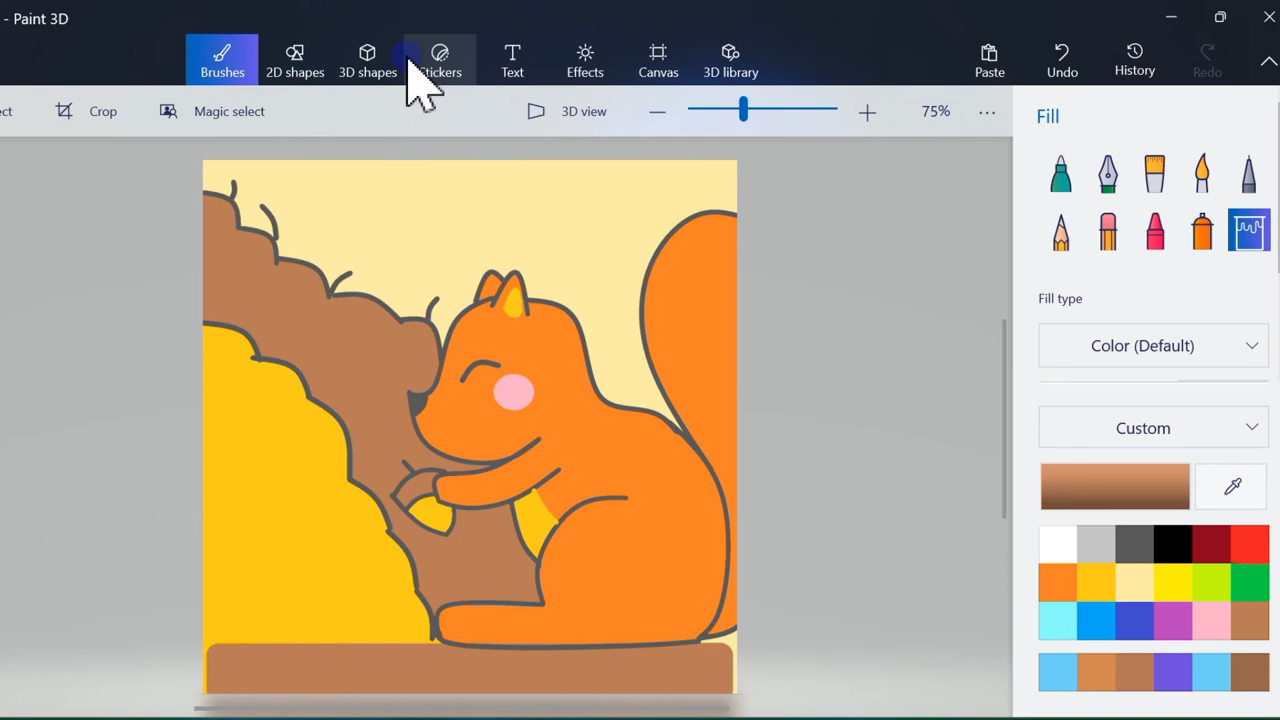 - Paint 3D
Brushes 2D shapes 3D shapes Stickers Text Effects Canvas 3D library Paste Undo History Redo
ect Crop Magic select 3D view 75%
Fill
Fill type
Color (Default)
Custom